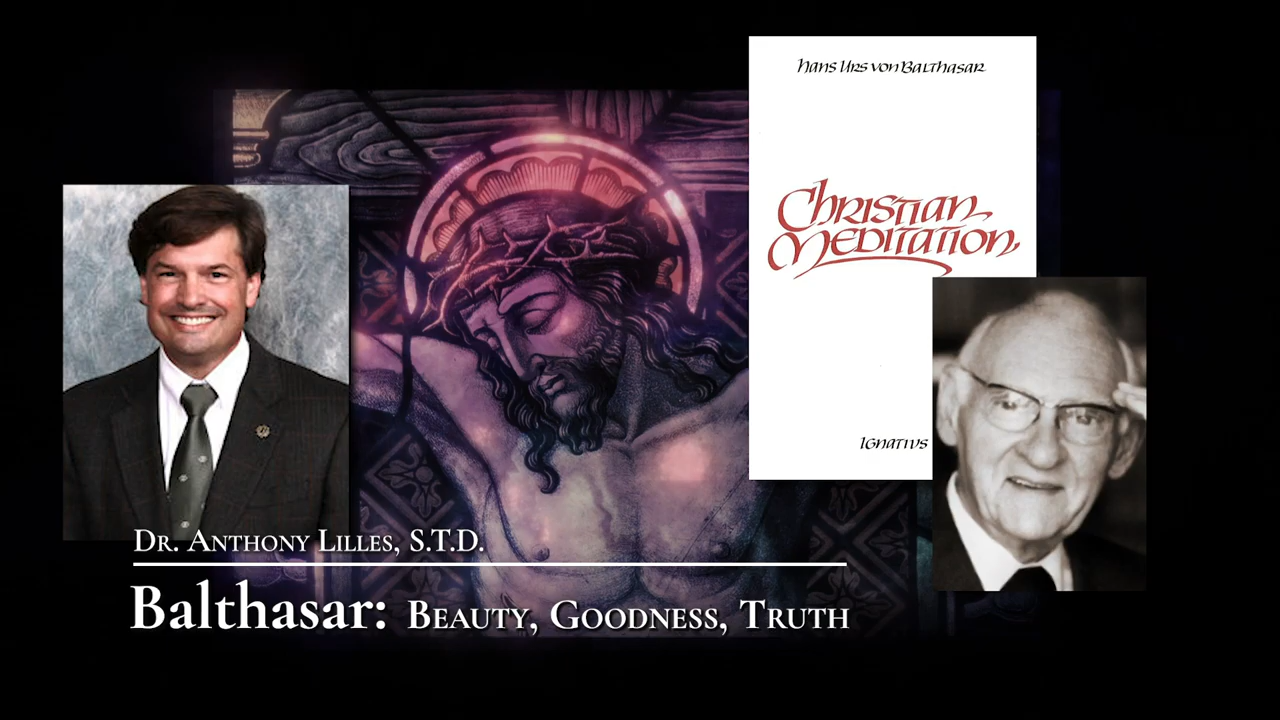 Hans Urs von Balthasar
Christian
Meditation
Ignatius
Dr. Anthony Lilles, S.T.D.
Balthasar: Beauty, Goodness, Truth